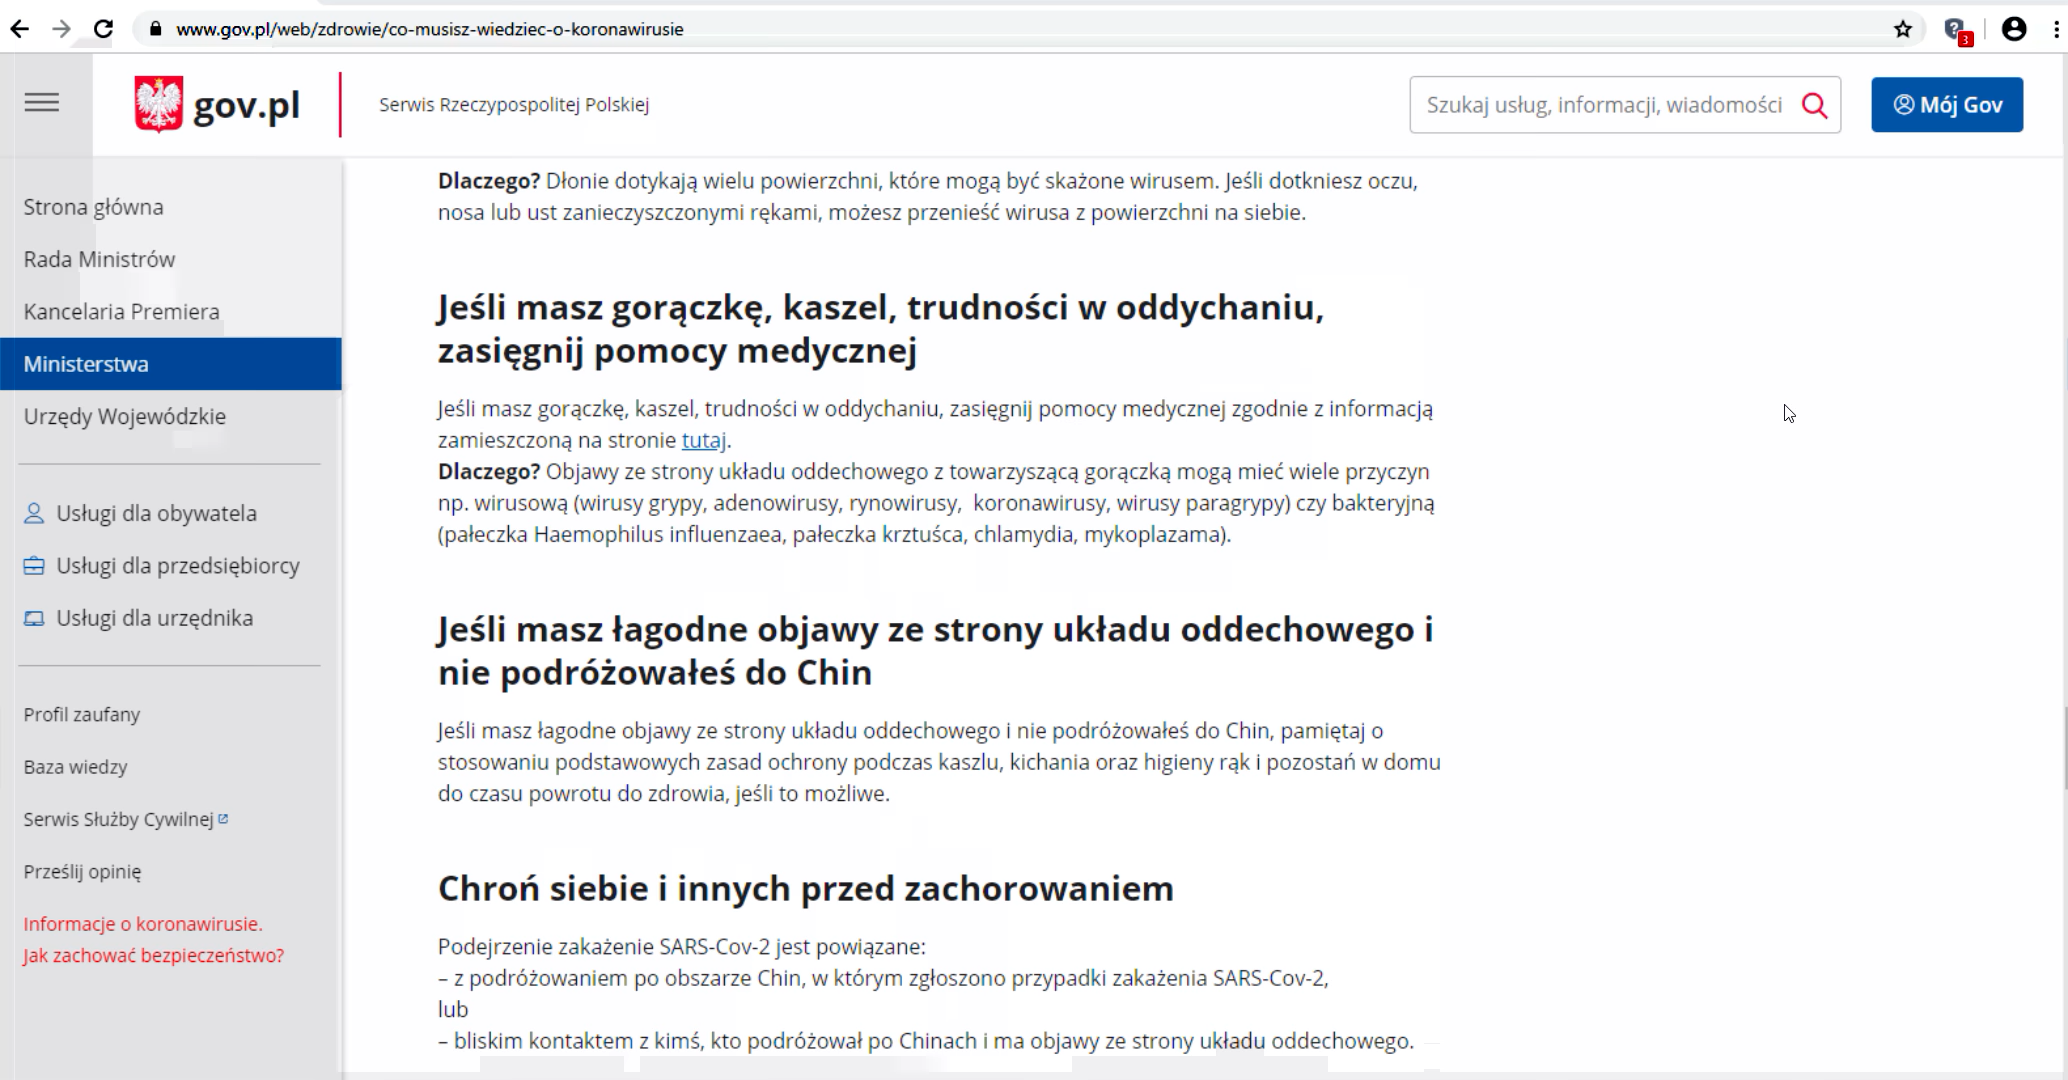 www.gov.pl/web/zdrowie/co-musisz-wiedziec-o-koronawirusie
3
gov.pl
Serwis Rzeczypospolitej Polskiej
Szukaj usług, informacji, wiadomości
Mój Gov
Strona główna
Rada Ministrów
Kancelaria Premiera
Ministerstwa
Urzędy Wojewódzkie
Usługi dla obywatela
Usługi dla przedsiębiorcy
Usługi dla urzędnika
Profil zaufany
Baza wiedzy
Serwis Służby Cywilnej
Prześlij opinię
Informacje o koronawirusie.
Jak zachować bezpieczeństwo?
Dlaczego? Dłonie dotykają wielu powierzchni, które mogą być skażone wirusem. Jeśli dotkniesz oczu,
nosa lub ust zanieczyszczonymi rękami, możesz przenieść wirusa z powierzchni na siebie.
Jeśli masz gorączkę, kaszel, trudności w oddychaniu,
zasięgnij pomocy medycznej
Jeśli masz gorączkę, kaszel, trudności w oddychaniu, zasięgnij pomocy medycznej zgodnie z informacją
zamieszczoną na stronie tutaj.
Dlaczego? Objawy ze strony układu oddechowego z towarzyszącą gorączką mogą mieć wiele przyczyn
np. wirusową (wirusy grypy, adenowirusy, rynowirusy, koronawirusy, wirusy paragrypy) czy bakteryjną
(pałeczka Haemophilus influenzaea, pałeczka krztuśca, chlamydia, mykoplazama).
Jeśli masz łagodne objawy ze strony układu oddechowego i
nie podróżowałeś do Chin
Jeśli masz łagodne objawy ze strony układu oddechowego i nie podróżowałeś do Chin, pamiętaj o
stosowaniu podstawowych zasad ochrony podczas kaszlu, kichania oraz higieny rąk i pozostań w domu
do czasu powrotu do zdrowia, jeśli to możliwe.
Chroń siebie i innych przed zachorowaniem
Podejrzenie zakażenie SARS-Cov-2 jest powiązane:
– z podróżowaniem po obszarze Chin, w którym zgłoszono przypadki zakażenia SARS-Cov-2,
lub
– bliskim kontaktem z kimś, kto podróżował po Chinach i ma objawy ze strony układu oddechowego.